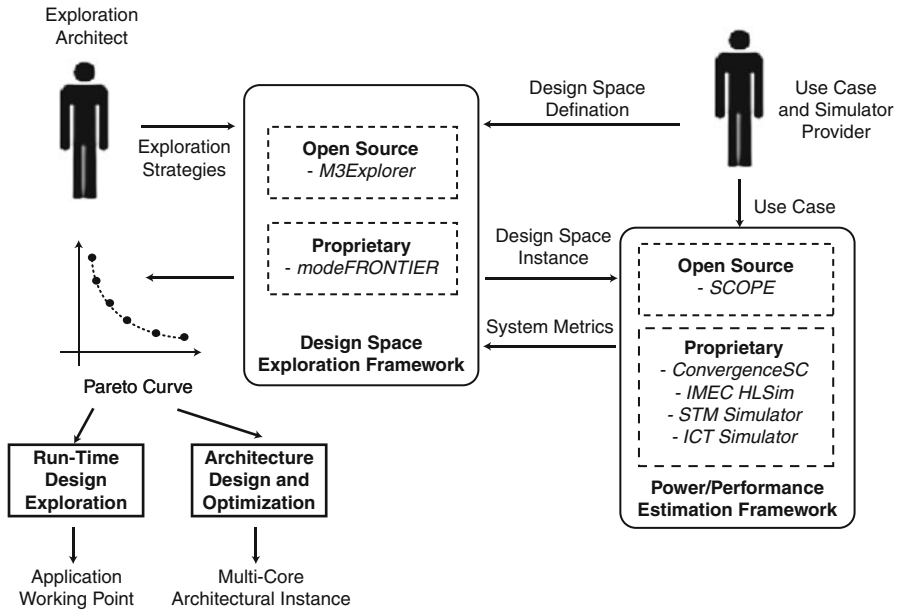 Exploration
Architect
Exploration
Strategies
Design Space
Defination
Use Case
and Simulator
Provider
Use Case
Open Source
- M3Explorer
Proprietary
- modeFRONTIER
Design Space
Exploration Framework
Design Space
Instance
System Metrics
Open Source
- SCOPE
Proprietary
- ConvergenceSC
- IMEC HLSim
- STM Simulator
- ICT Simulator
Power/Performance
Estimation Framework
Pareto Curve
Run-Time
Design
Exploration
Architecture
Design and
Optimization
Application
Working Point
Multi-Core
Architectural Instance